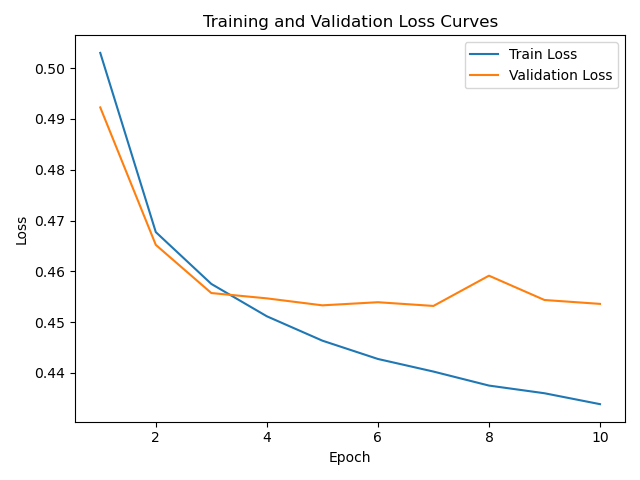 Training and Validation Loss Curves
Train Loss
Validation Loss
0.50
0.49
0.48
0.47
0.46
0.45
0.44
Loss
2
4
6
8
10
Epoch